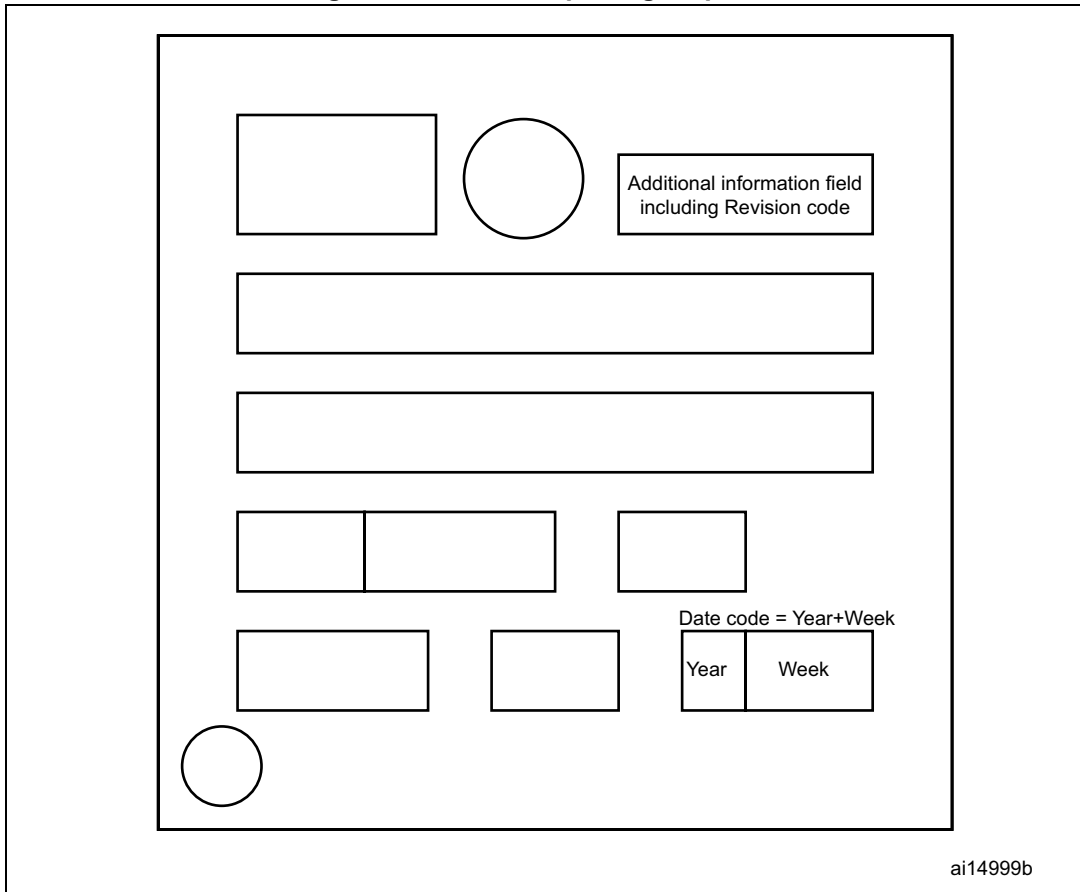 Additional information field
including Revision code
Date code = Year+Week
Year Week
ai14999b